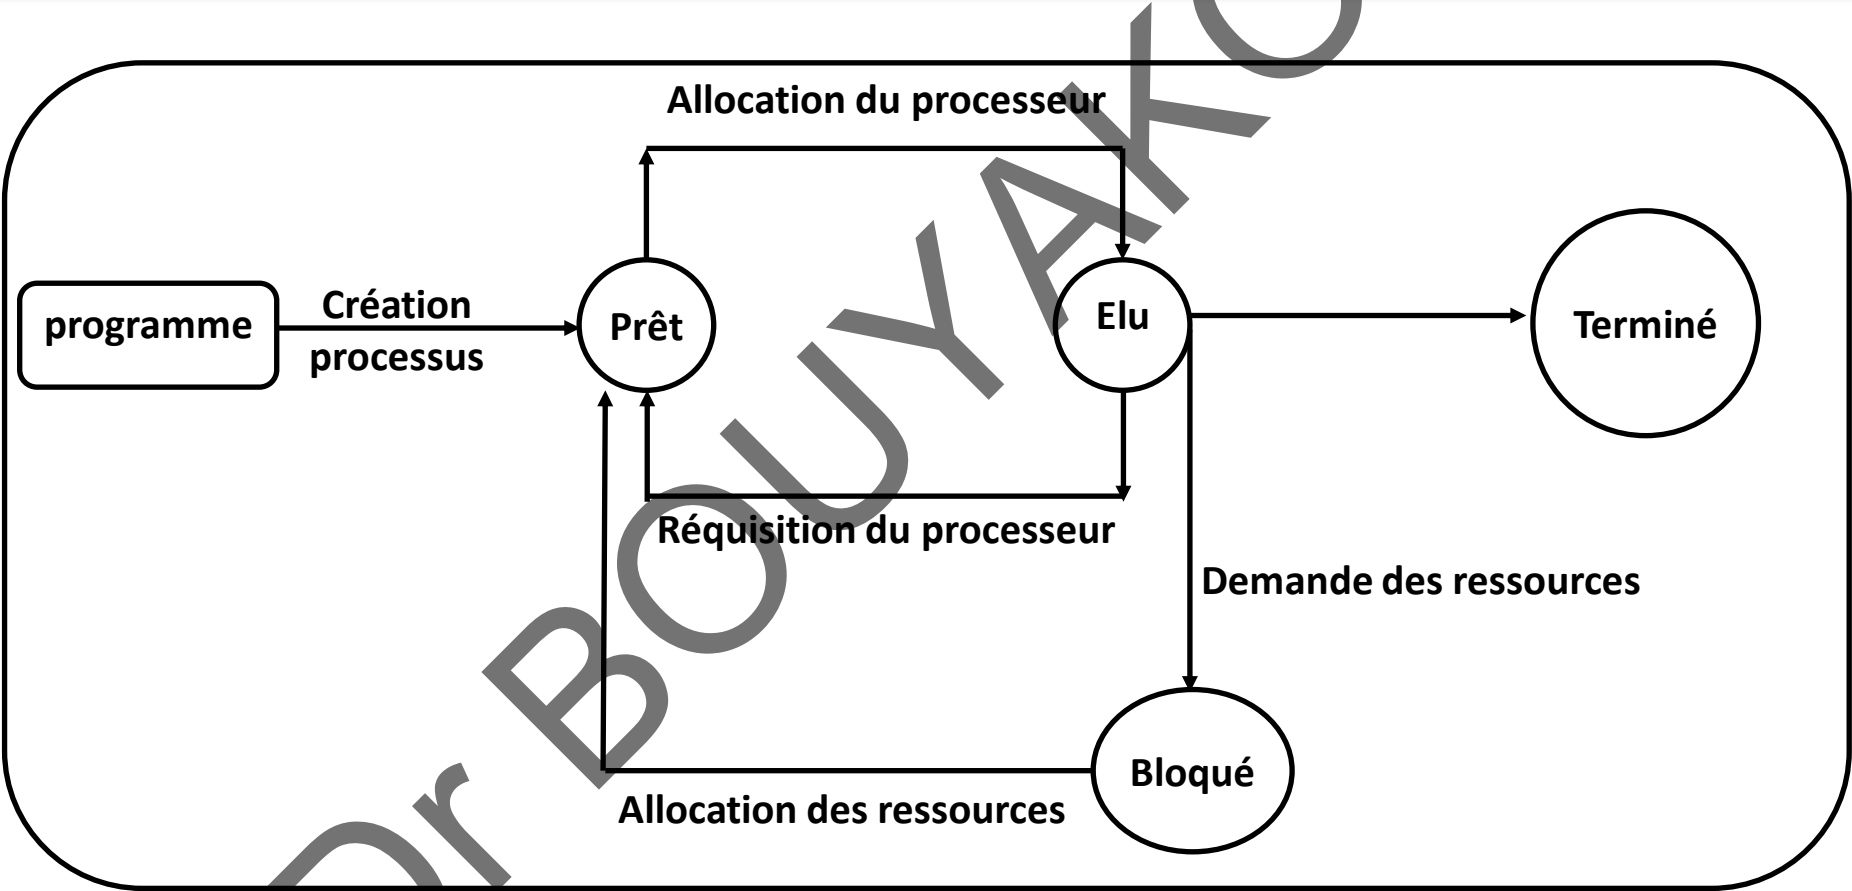 Allocation du processeur
programme
Création
processus
Prêt
Elu
Terminé
Réquisition du processeur
Demande des ressources
Bloqué
Allocation des ressources
Dr BOUYAKO